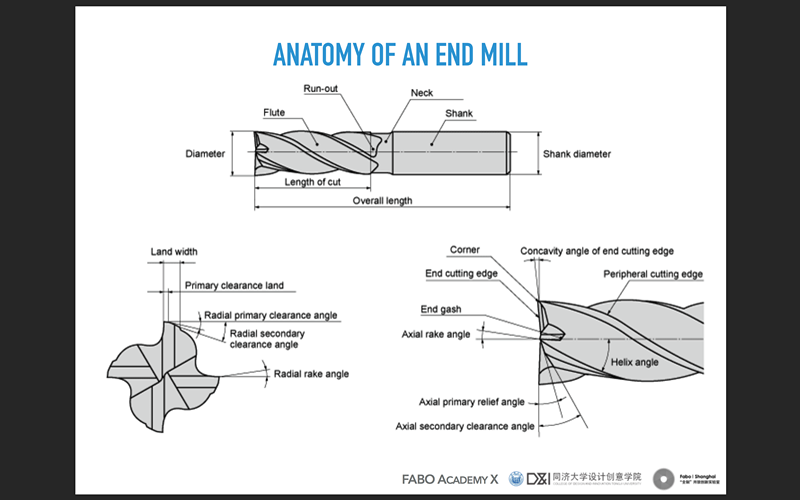 ANATOMY OF AN END MILL
Run-out
Neck
Flute
Shank
Diameter
Shank diameter
Length of cut
Overall length
Land width
Primary clearance land
Radial primary clearance angle
Radial secondary
clearance angle
Radial rake angle
Corner
Concavity angle of end cutting edge
End cutting edge
Peripheral cutting edge
End gash
Axial rake angle
Helix angle
Axial primary relief angle
Axial secondary clearance angle
FABO ACADEMY X
同济大学设计创意学院
Fabo | Shanghai